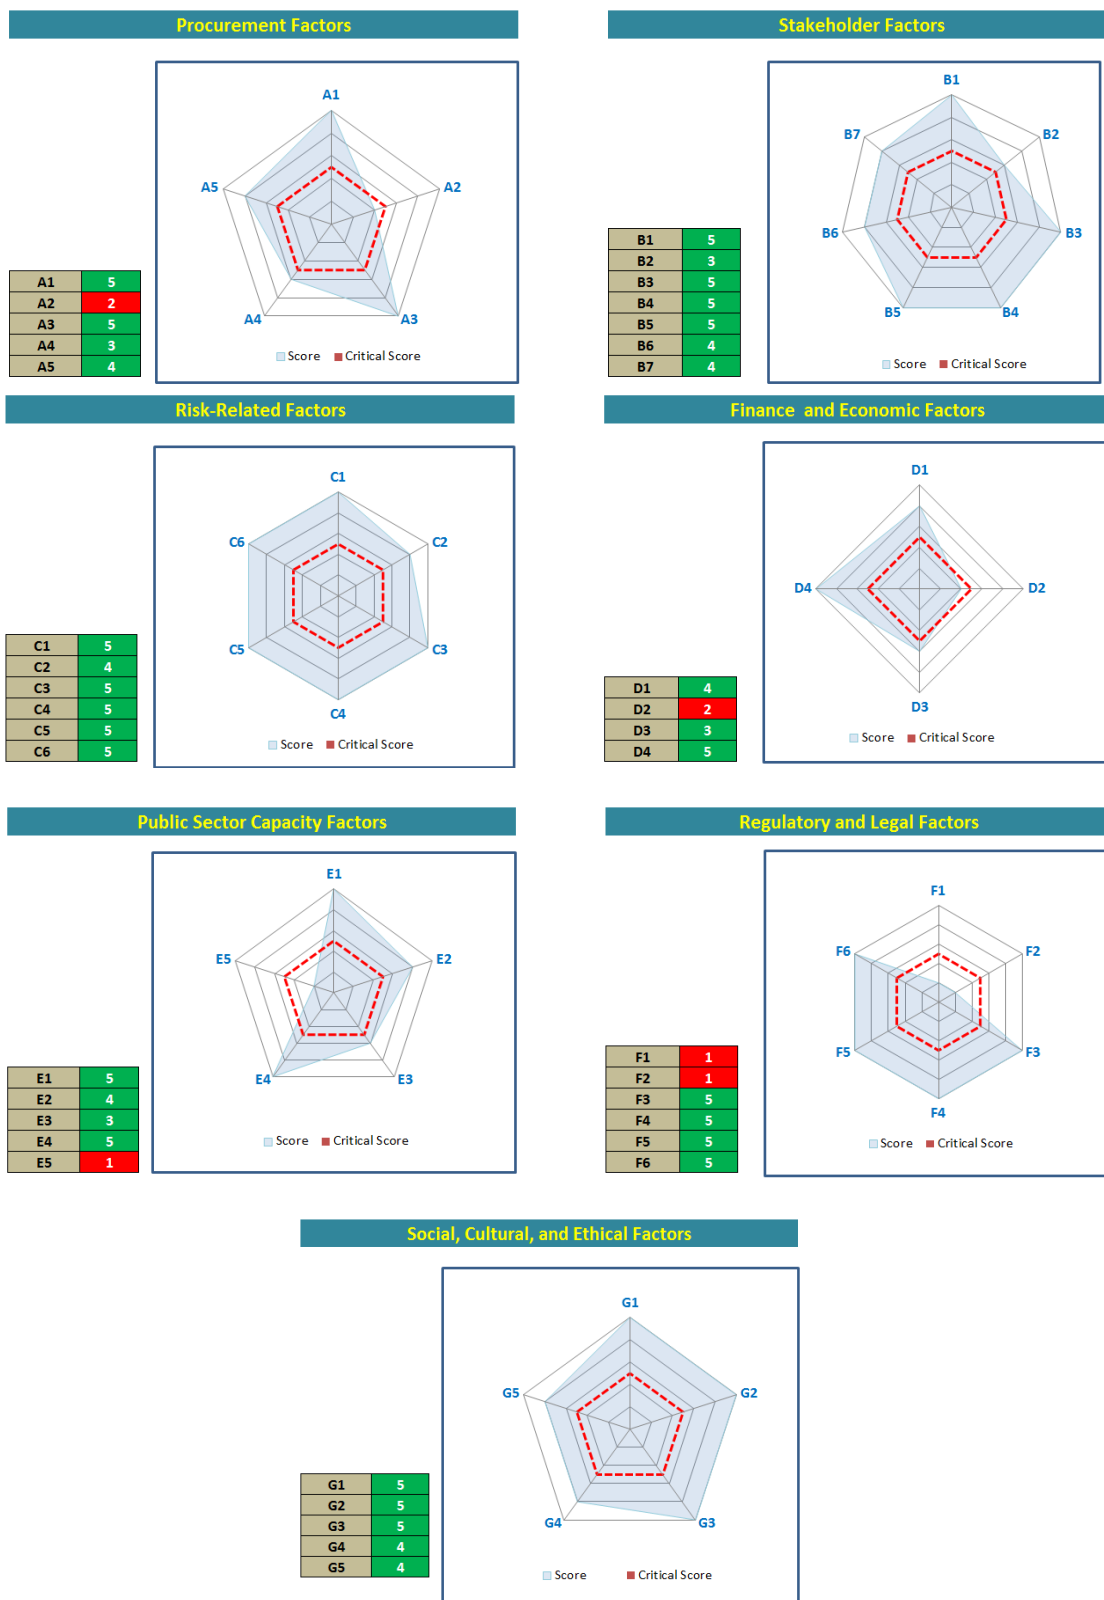 Procurement Factors
A1
A2
A3
A4
A5
A1 5
A2 2
A3 5
A4 3
A5 4
Score Critical Score
Stakeholder Factors
B1
B2
B3
B4
B5
B6
B7
B1 5
B2 3
B3 5
B4 5
B5 5
B6 4
B7 4
Score Critical Score
Risk-Related Factors
C1
C2
C3
C4
C5
C6
C1 5
C2 4
C3 5
C4 5
C5 5
C6 5
Score Critical Score
Finance and Economic Factors
D1
D2
D3
D4
D1 4
D2 2
D3 3
D4 5
Score Critical Score
Public Sector Capacity Factors
E1
E2
E3
E4
E5
E1 5
E2 4
E3 3
E4 5
E5 1
Score Critical Score
Regulatory and Legal Factors
F1
F2
F3
F4
F5
F6
F1 1
F2 1
F3 5
F4 5
F5 5
F6 5
Score Critical Score
Social, Cultural, and Ethical Factors
G1
G2
G3
G4
G5
G1 5
G2 5
G3 5
G4 4
G5 4
Score Critical Score